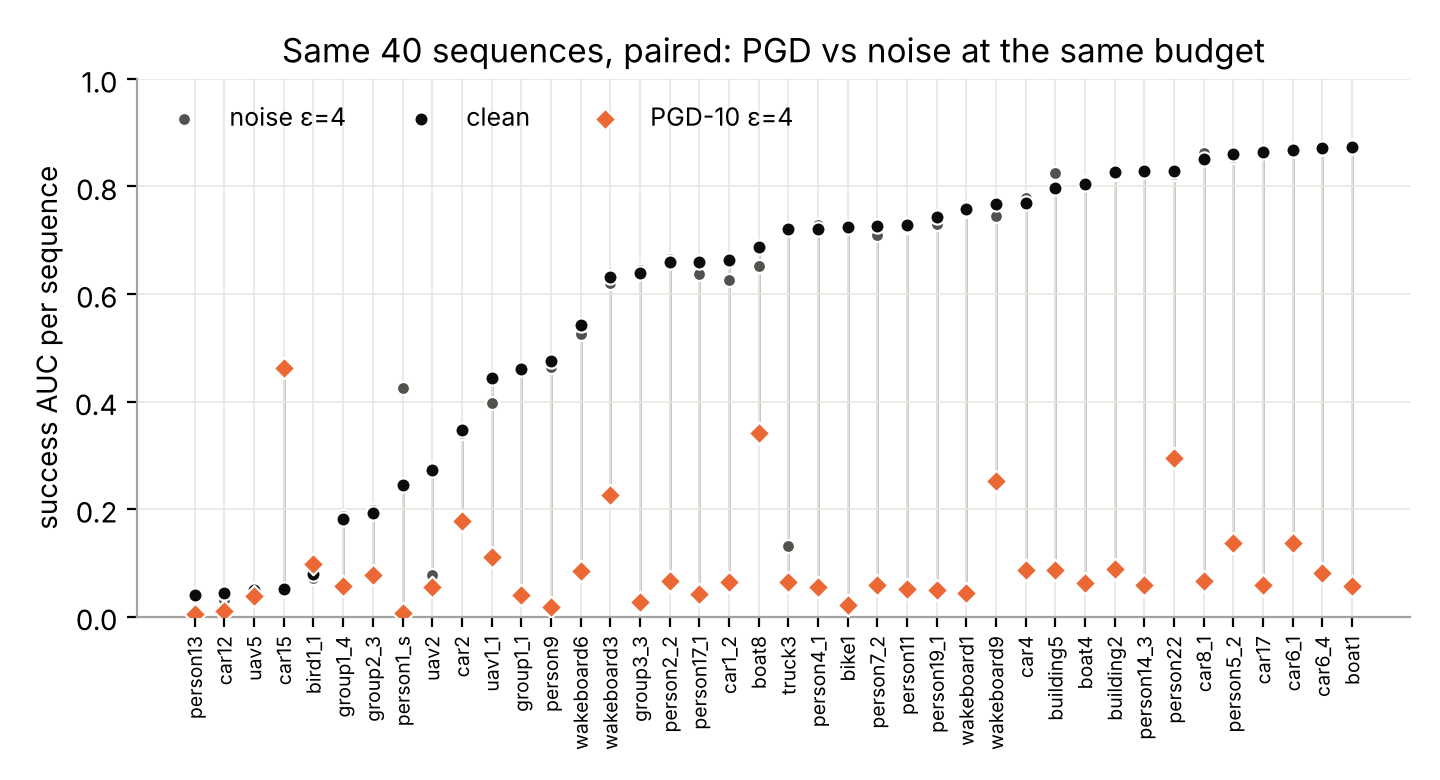 Same 40 sequences, paired: PGD vs noise at the same budget
noise ε=4
clean
PGD-10 ε=4
success AUC per sequence
1.0
0.8
0.6
0.4
0.2
0.0
person13
car12
uav5
car15
bird1_1
group1_4
group2_3
person1_s
uav2
car2
uav1_1
group1_1
person9
wakeboard6
wakeboard3
group3_3
person2_2
person17_1
car1_2
boat8
truck3
person4_1
bike1
person7_2
person11
person19_1
wakeboard1
wakeboard9
car4
building5
boat4
building2
person14_3
person22
car8_1
person5_2
car17
car6_1
car6_4
boat1